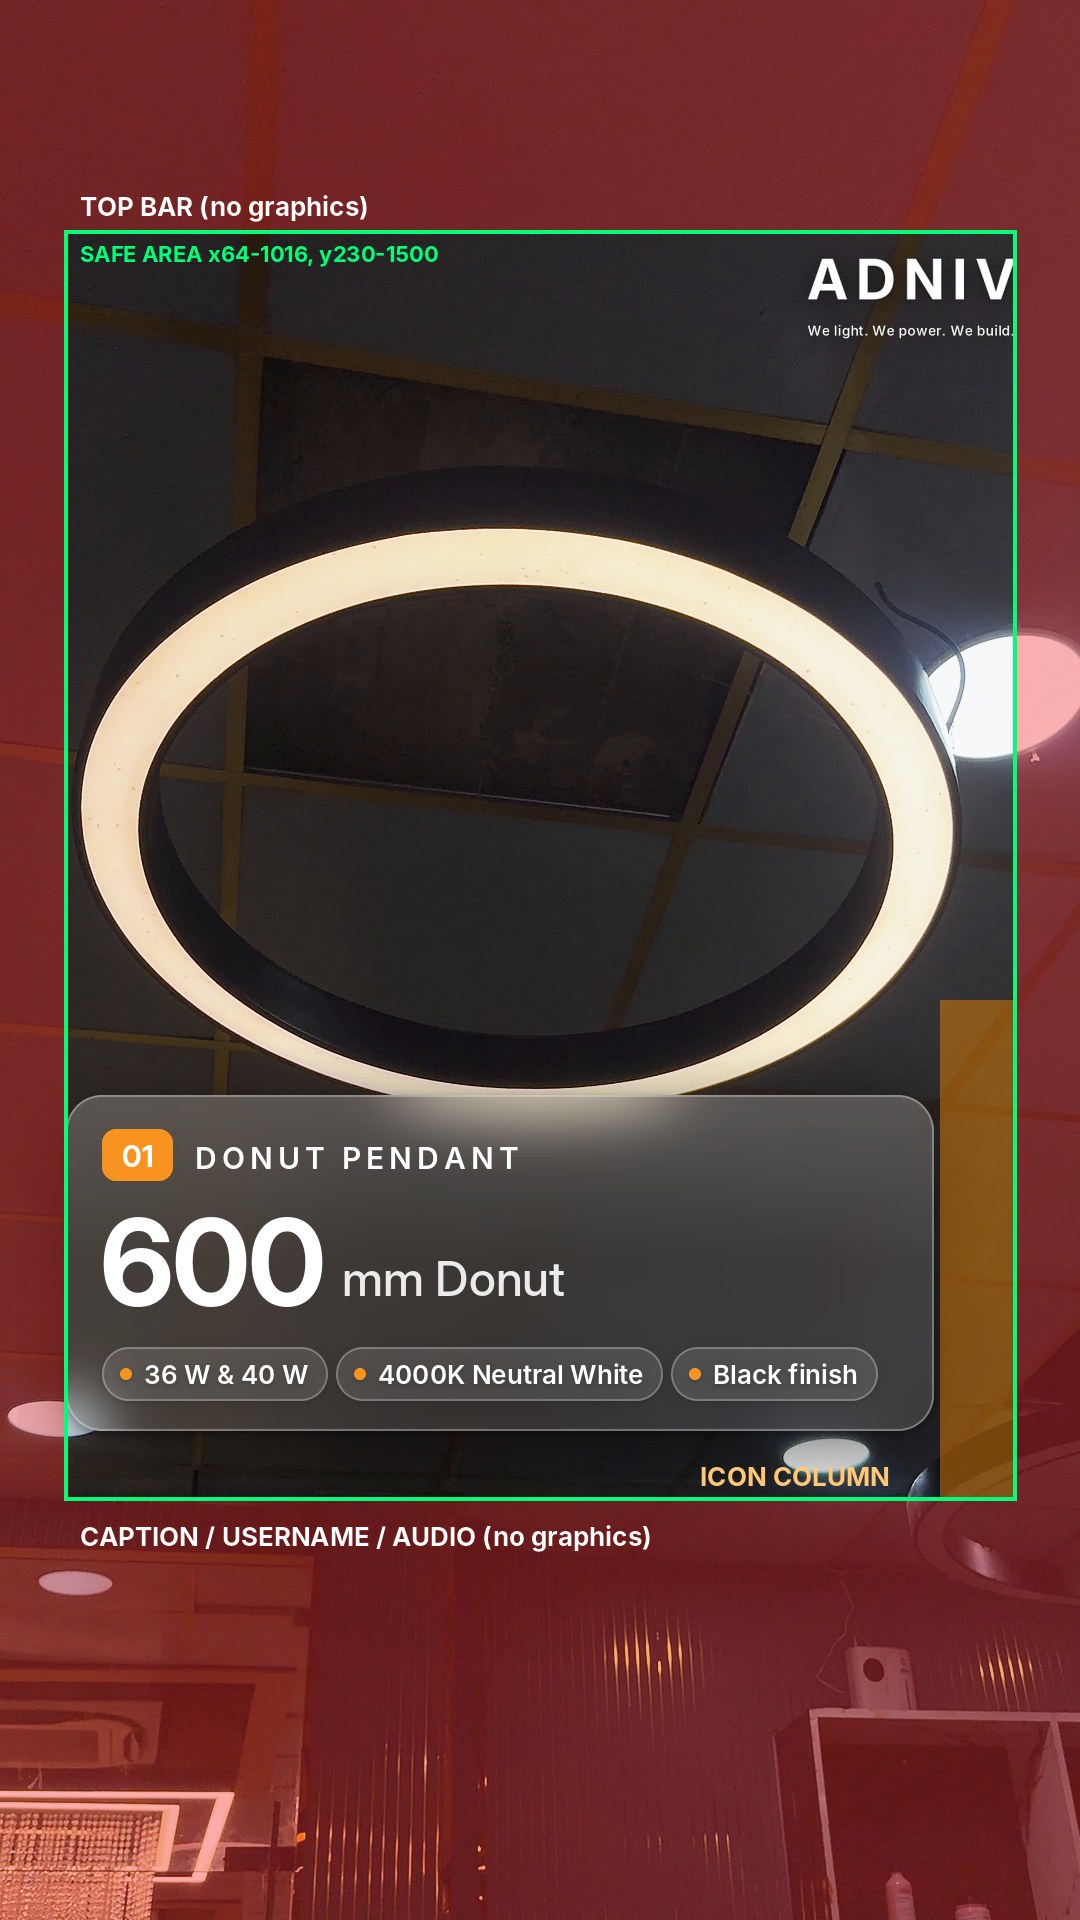 TOP BAR (no graphics)
SAFE AREA x64-1016, y230-1500
ADNIV
We light. We power. We build.
01 DONUT PENDANT
600 mm Donut
36 W & 40 W
4000K Neutral White
Black finish
ICON COLUMN
CAPTION / USERNAME / AUDIO (no graphics)